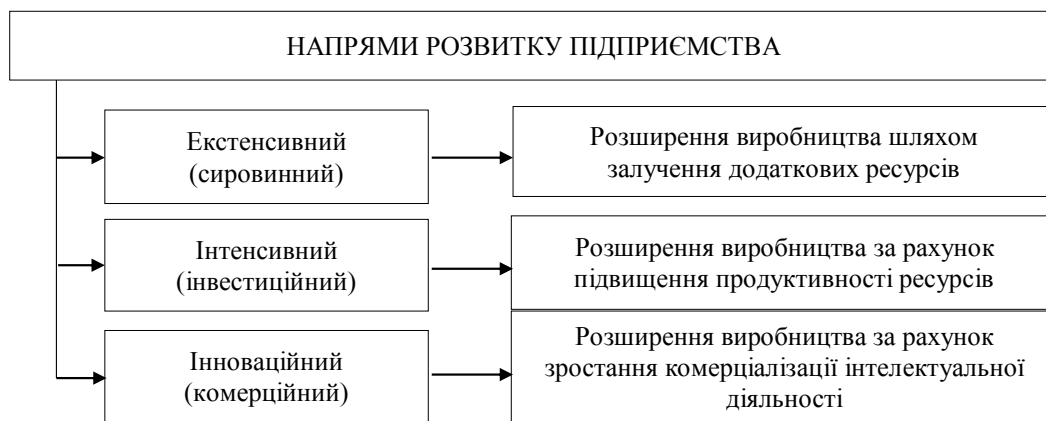 НАПРЯМИ РОЗВИТКУ ПІДПРИЄМСТВА
Екстенсивний
(сировинний)
Розширення виробництва шляхом
залучення додаткових ресурсів
Інтенсивний
(інвестиційний)
Розширення виробництва за рахунок
підвищення продуктивності ресурсів
Інноваційний
(комерційний)
Розширення виробництва за рахунок
зростання комерціалізації інтелектуальної
діяльності